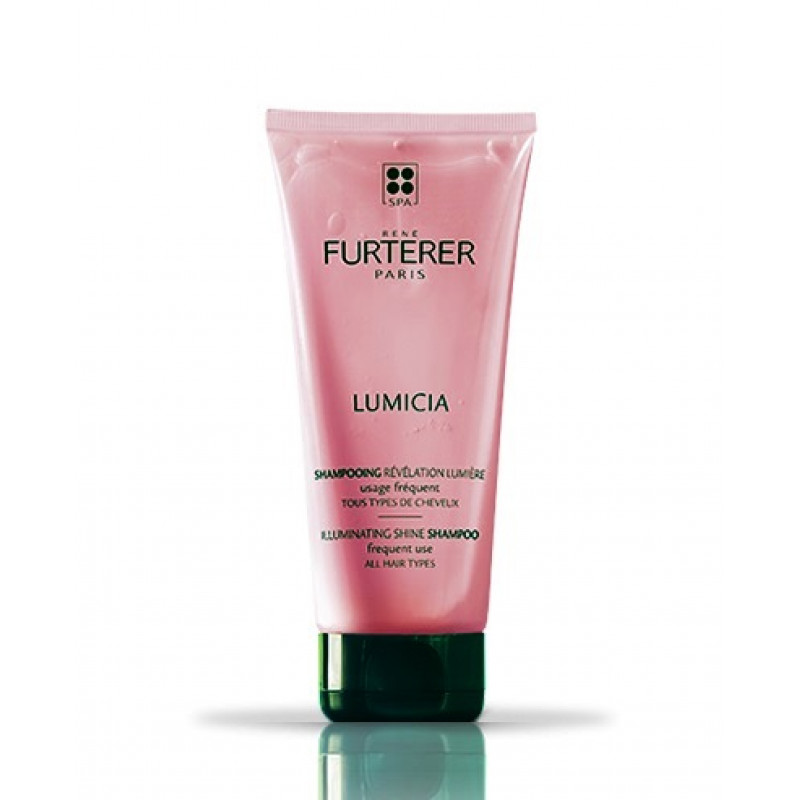 SPA
RENÉ
FURTERER
PARIS
LUMICIA
SHAMPOOING RÉVÉLATION LUMIÈRE
usage fréquent
TOUS TYPES DE CHEVEUX
ILLUMINATING SHINE SHAMPOO
frequent use
ALL HAIR TYPES